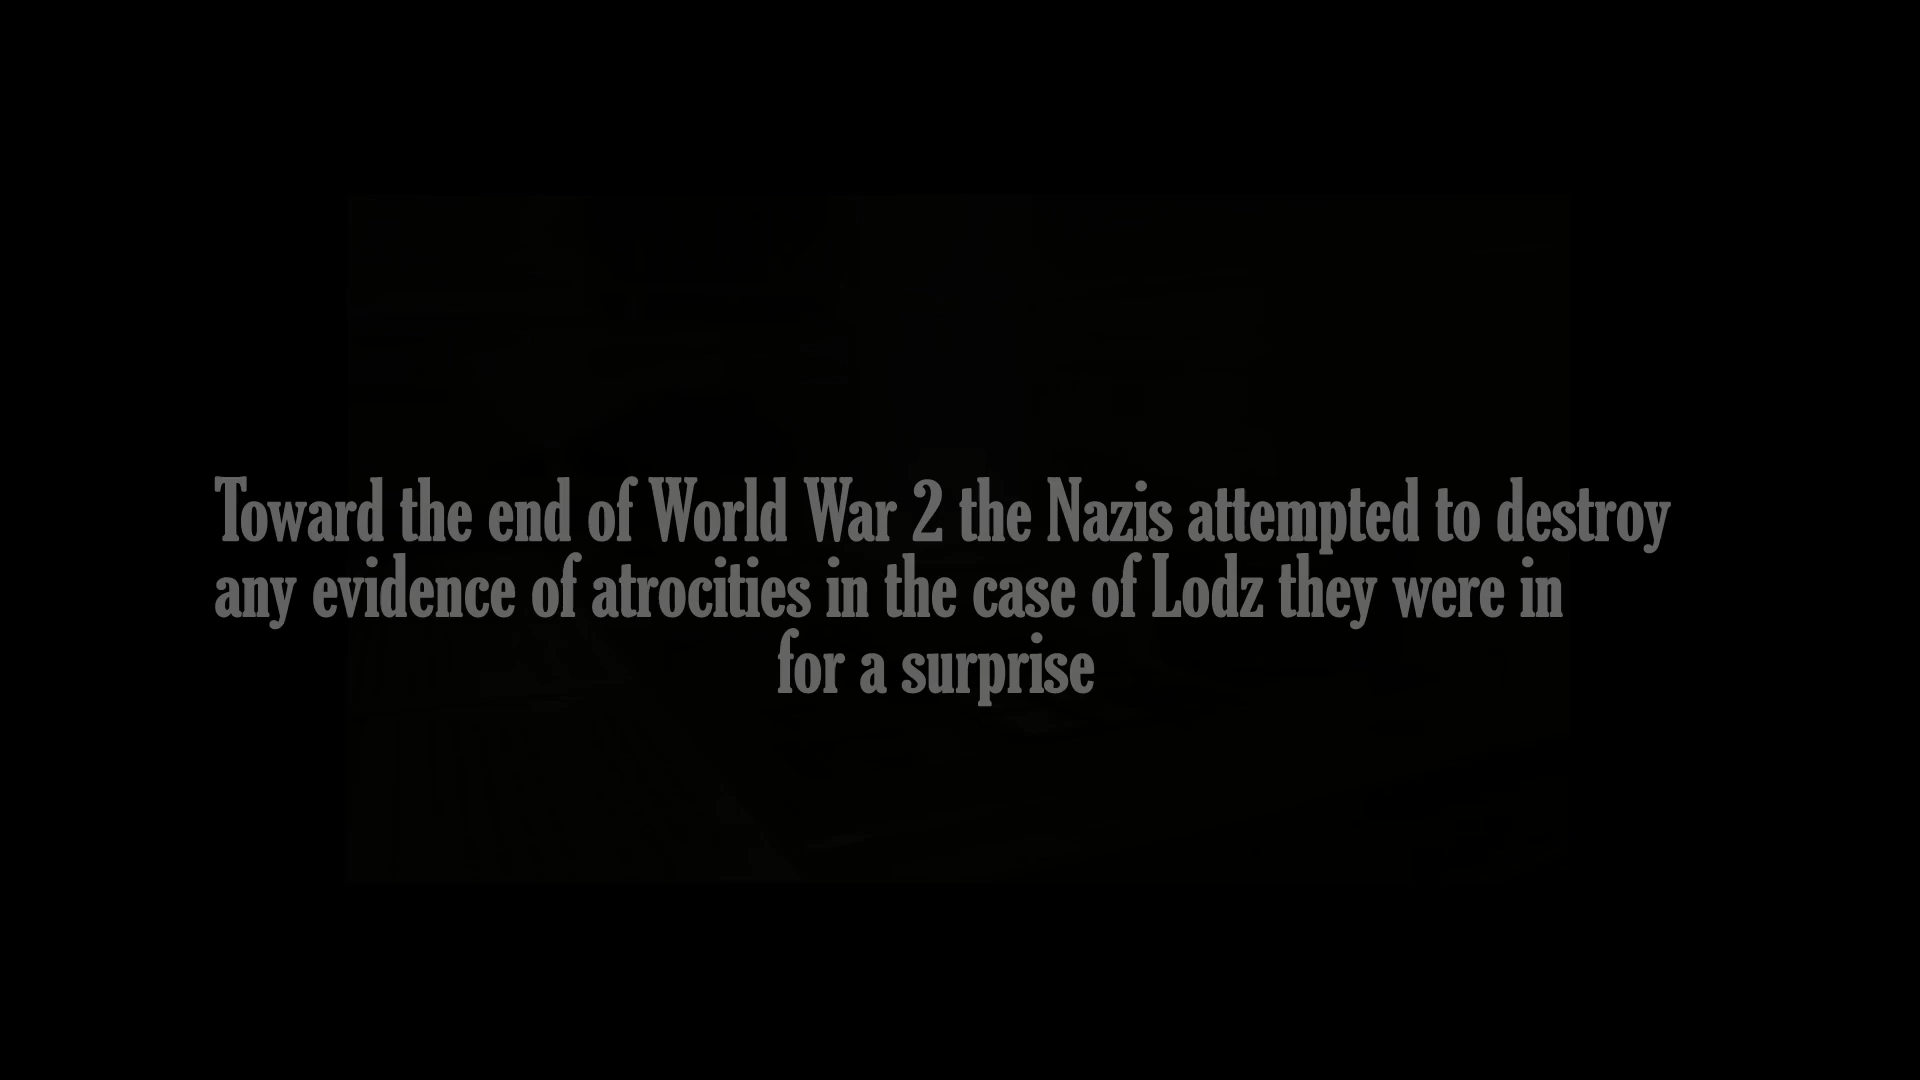 Toward the end of World War 2 the Nazis attempted to destroy
any evidence of atrocities in the case of Lodz they were in
for a surprise